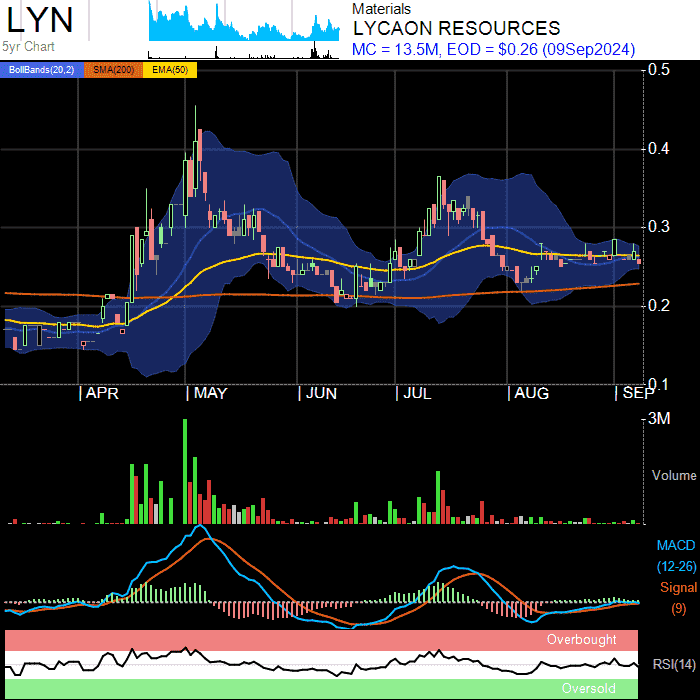 LYN
5yr Chart
Materials
LYCAON RESOURCES
MC = 13.5M, EOD = $0.26 (09Sep2024)
BollBands(20,2) SMA(200) EMA(50)
0.5
0.4
0.3
0.2
0.1
APR MAY JUN JUL AUG SEP
3M
Volume
MACD
(12-26)
Signal
(9)
Overbought
RSI(14)
Oversold